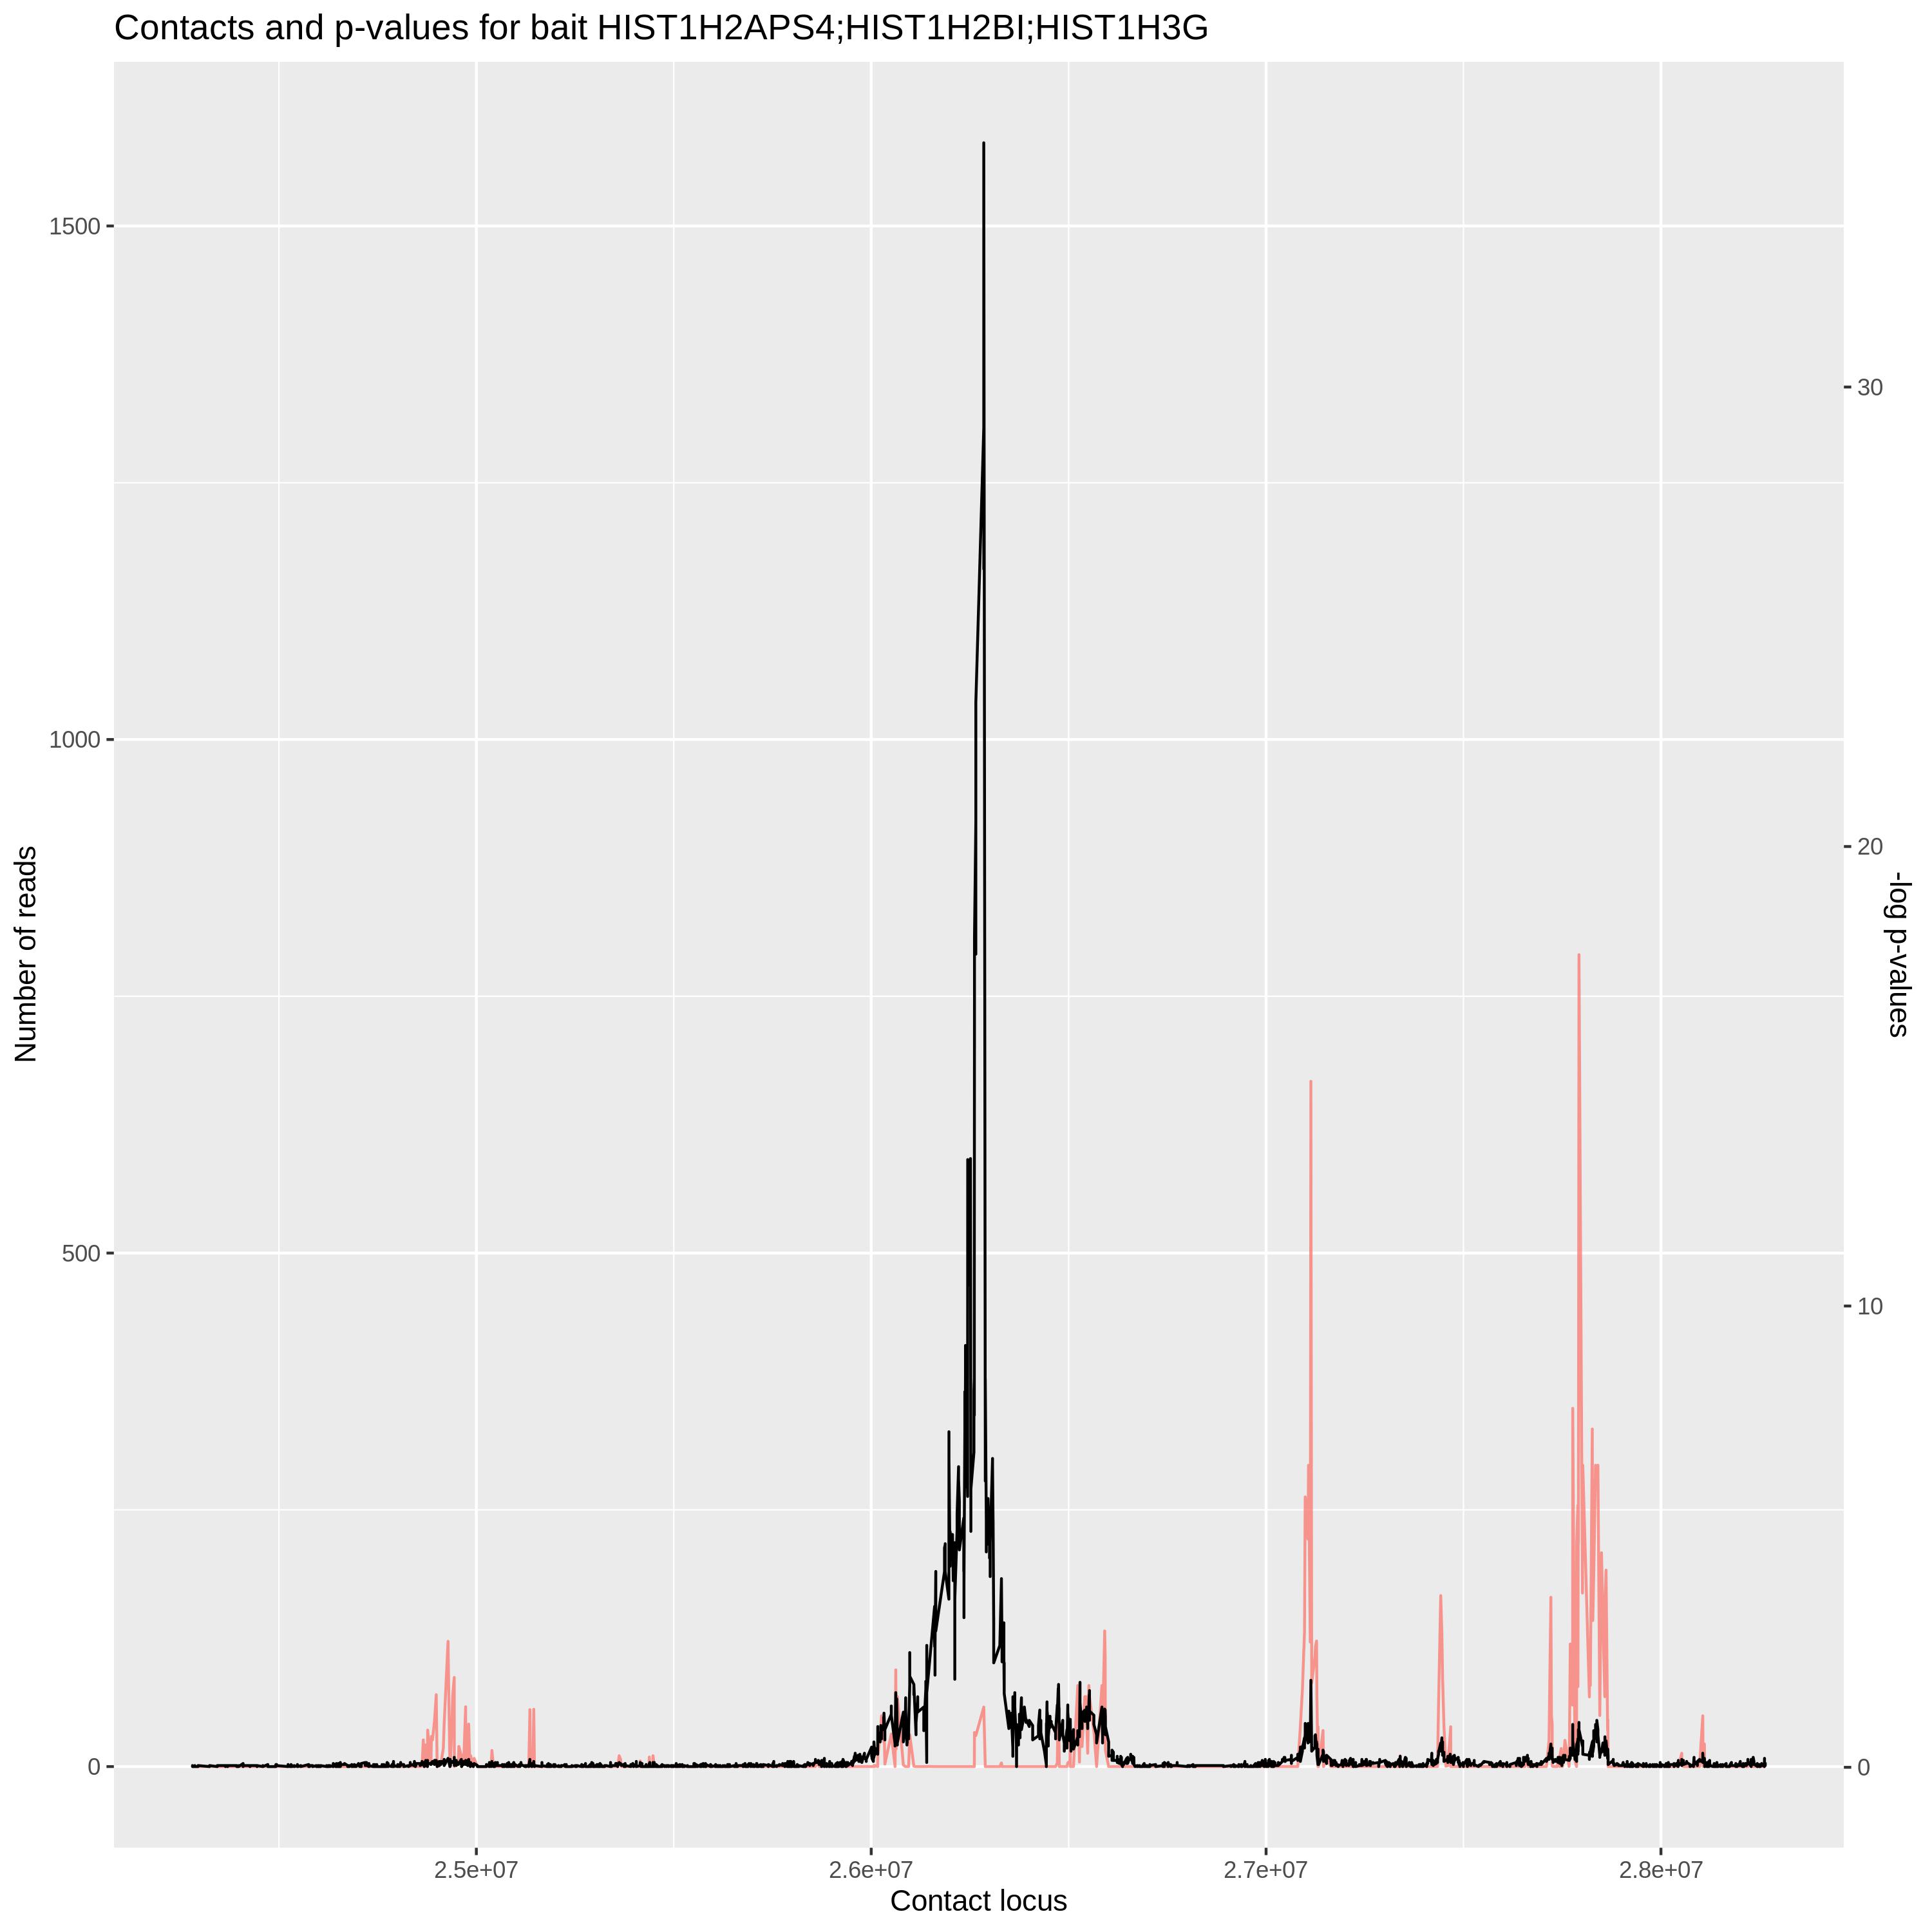 Contacts and p-values for bait HIST1H2APS4;HIST1H2BI;HIST1H3G
1500
1000
500
0
Number of reads
30
20
10
0
-log p-values
2.5e+07 2.6e+07 2.7e+07 2.8e+07
Contact locus